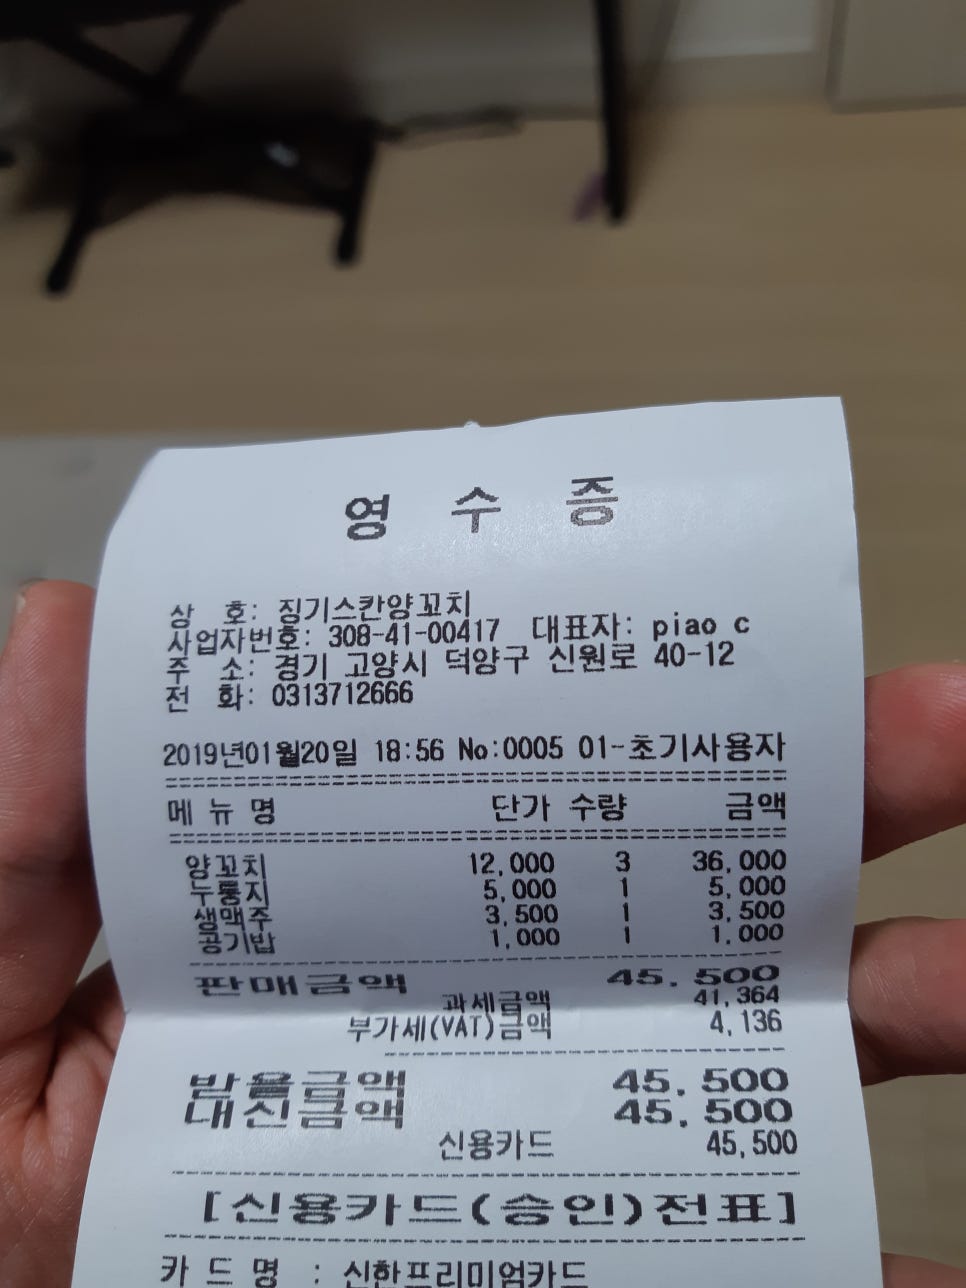 영 수 증
상 호: 징기스칸양꼬치
사업자번호: 308-41-00417 대표자: piao c
주 소: 경기 고양시 덕양구 신원로 40-12
전 화: 0313712666
2019년01월20일 18:56 No:0005 01-초기사용자
메 뉴 명 단가 수량 금액
양꼬치 12,000 3 36,000
누룽지 5,000 1 5,000
생맥주 3,500 1 3,500
공기밥 1,000 1 1,000
판매금액 45,500
과세금액 41,364
부가세(VAT)금액 4,136
받을금액 45,500
대신금액 45,500
신용카드 45,500
[신용카드(승인)전표]
카 드 명 : 신한프리미엄카드